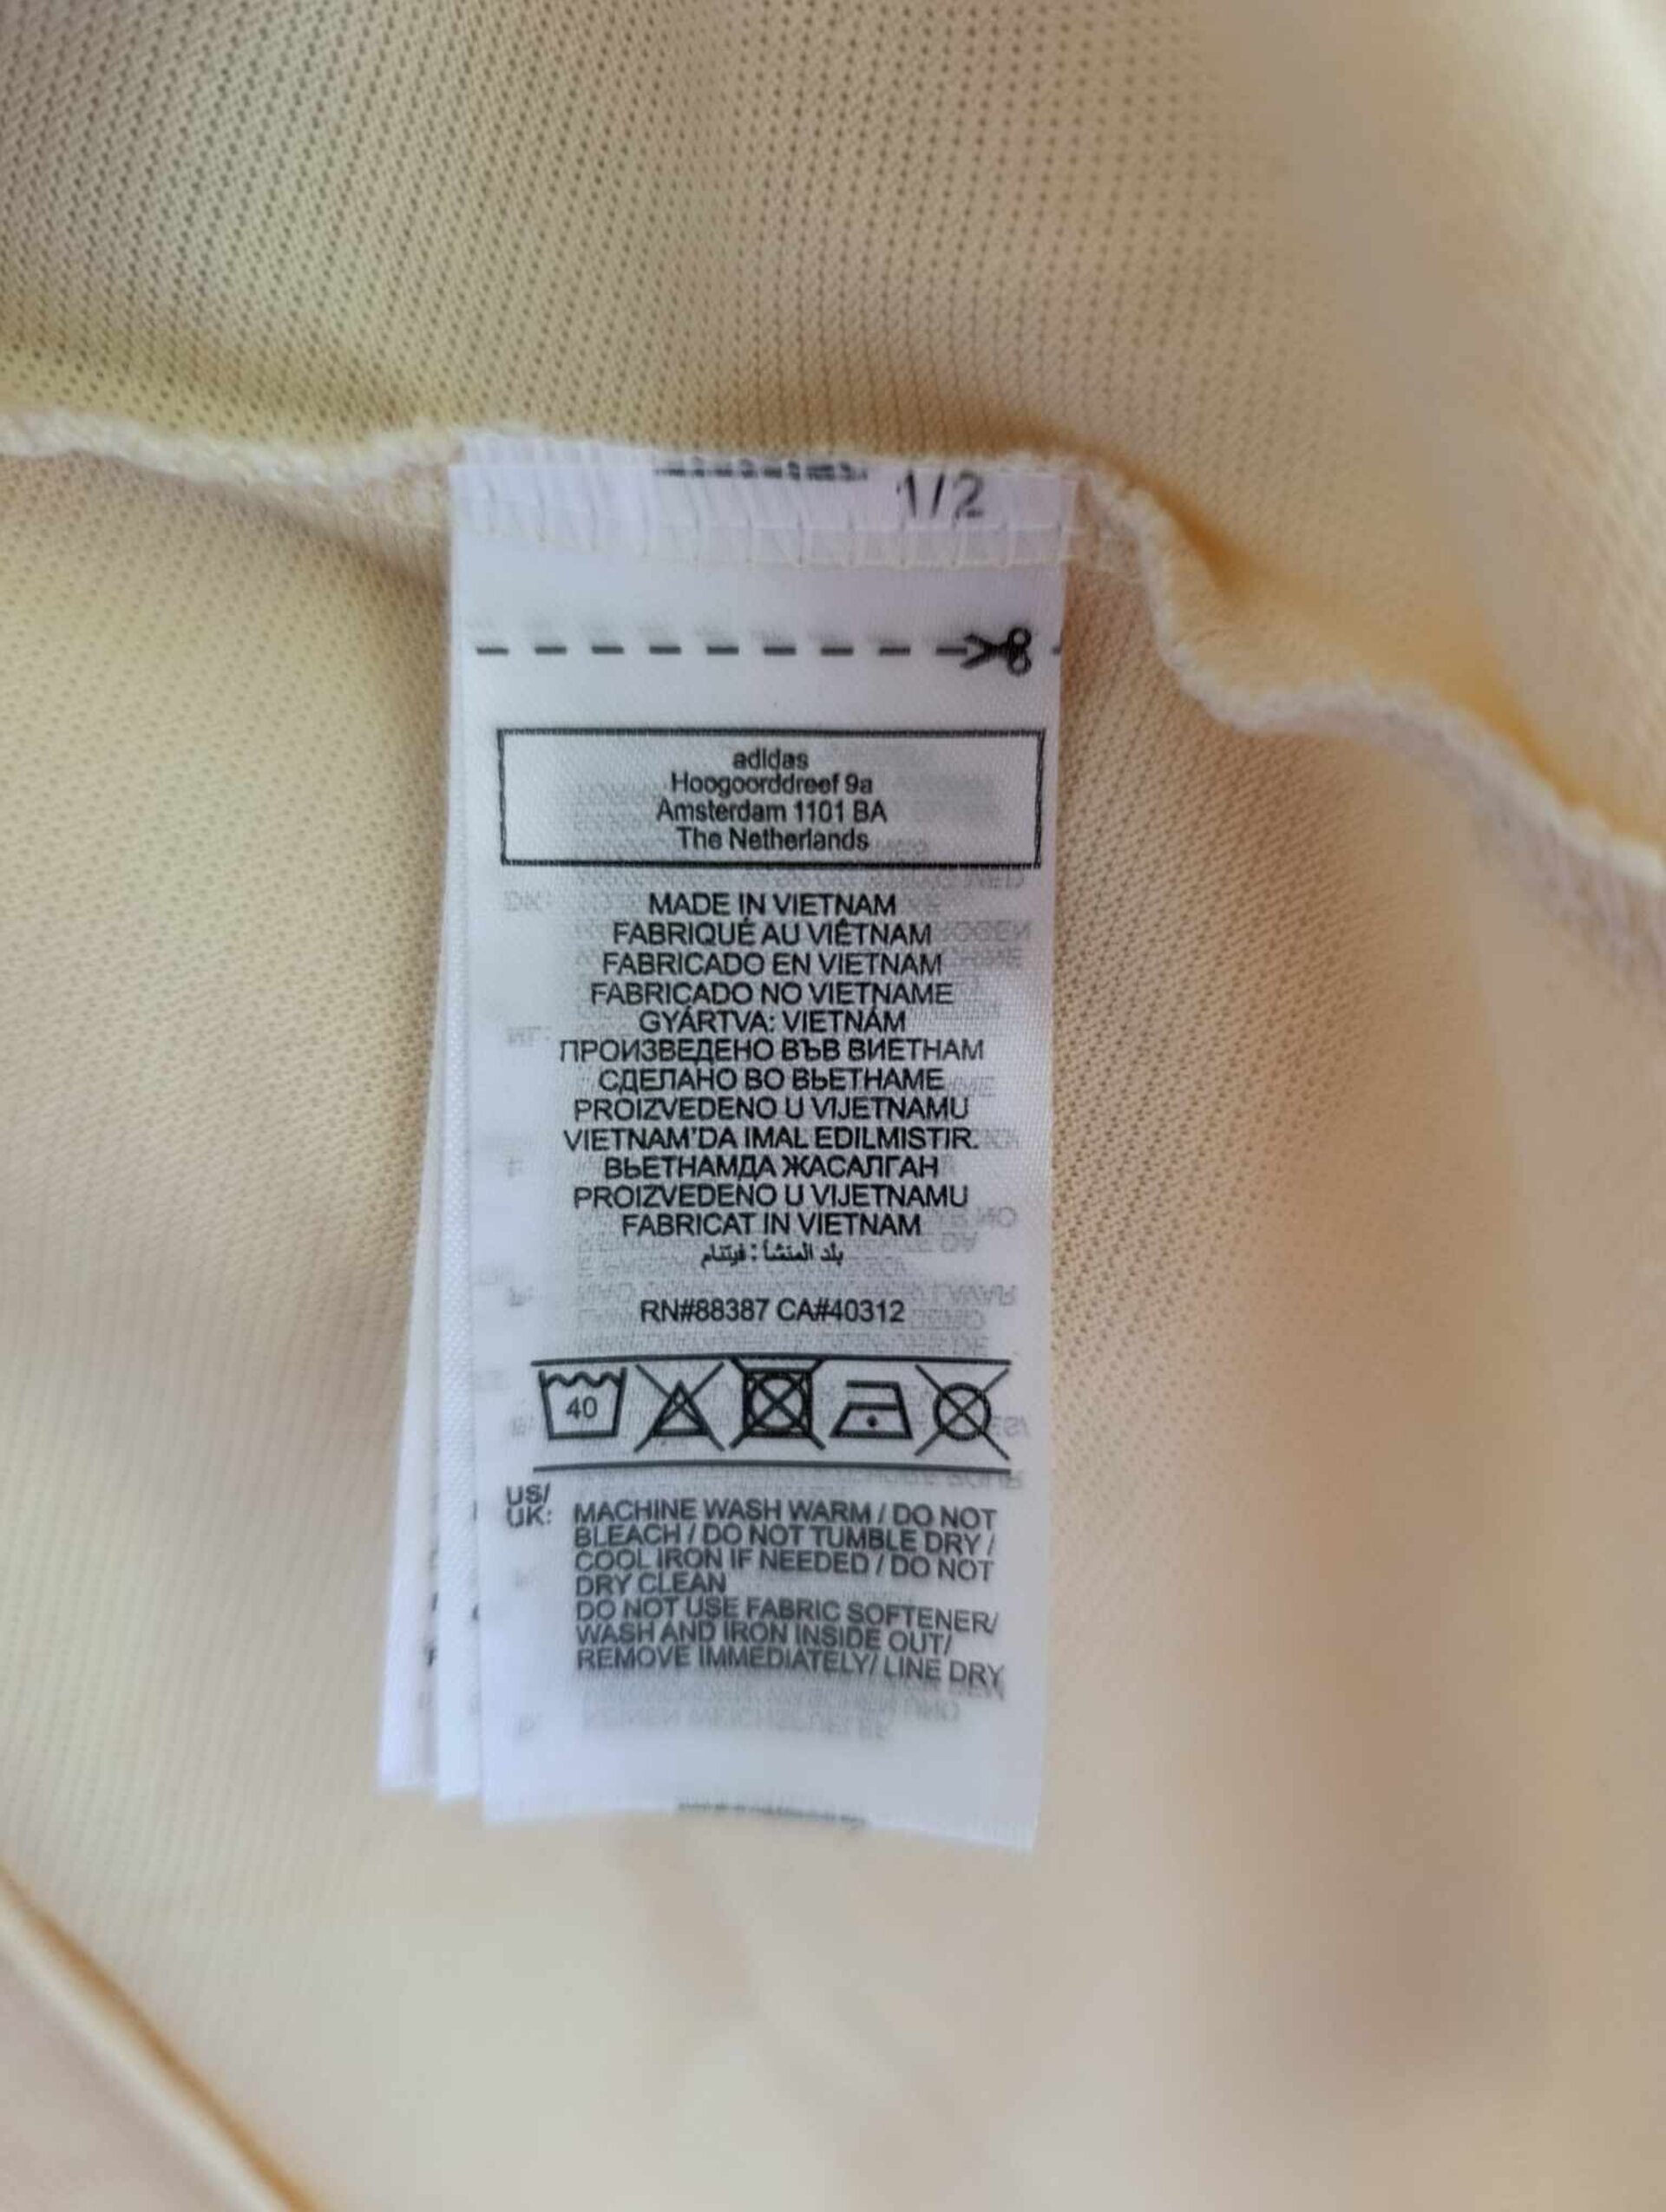 1/2
adidas
Hoogoorddreef 9a
Amsterdam 1101 BA
The Netherlands
MADE IN VIETNAM
FABRIQUÉ AU VIÊTNAM
FABRICADO EN VIETNAM
FABRICADO NO VIETNAME
GYÁRTVA: VIETNÁM
ПРОИЗВЕДЕНО ВЪВ ВИЕТНАМ
СДЕЛАНО ВО ВЬЕТНАМЕ
PROIZVEDENO U VIJETNAMU
VIETNAM'DA IMAL EDILMISTIR.
ВЬЕТНАМДА ЖАСАЛҒАН
PROIZVEDENO U VIJETNAMU
FABRICAT IN VIETNAM
بلد المنشأ : فيتنام
RN#88387 CA#40312
40
US/
UK: MACHINE WASH WARM / DO NOT
BLEACH / DO NOT TUMBLE DRY /
COOL IRON IF NEEDED / DO NOT
DRY CLEAN
DO NOT USE FABRIC SOFTENER/
WASH AND IRON INSIDE OUT/
REMOVE IMMEDIATELY/ LINE DRY